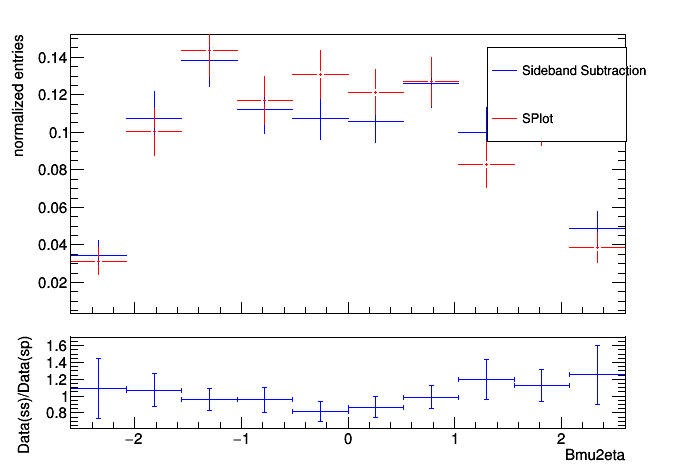 normalized entries
0.14
0.12
0.1
0.08
0.06
0.04
0.02
Sideband Subtraction
SPlot
Data(ss)/Data(sp)
1.6
1.4
1.2
1
0.8
−2 −1 0 1 2
Bmu2eta